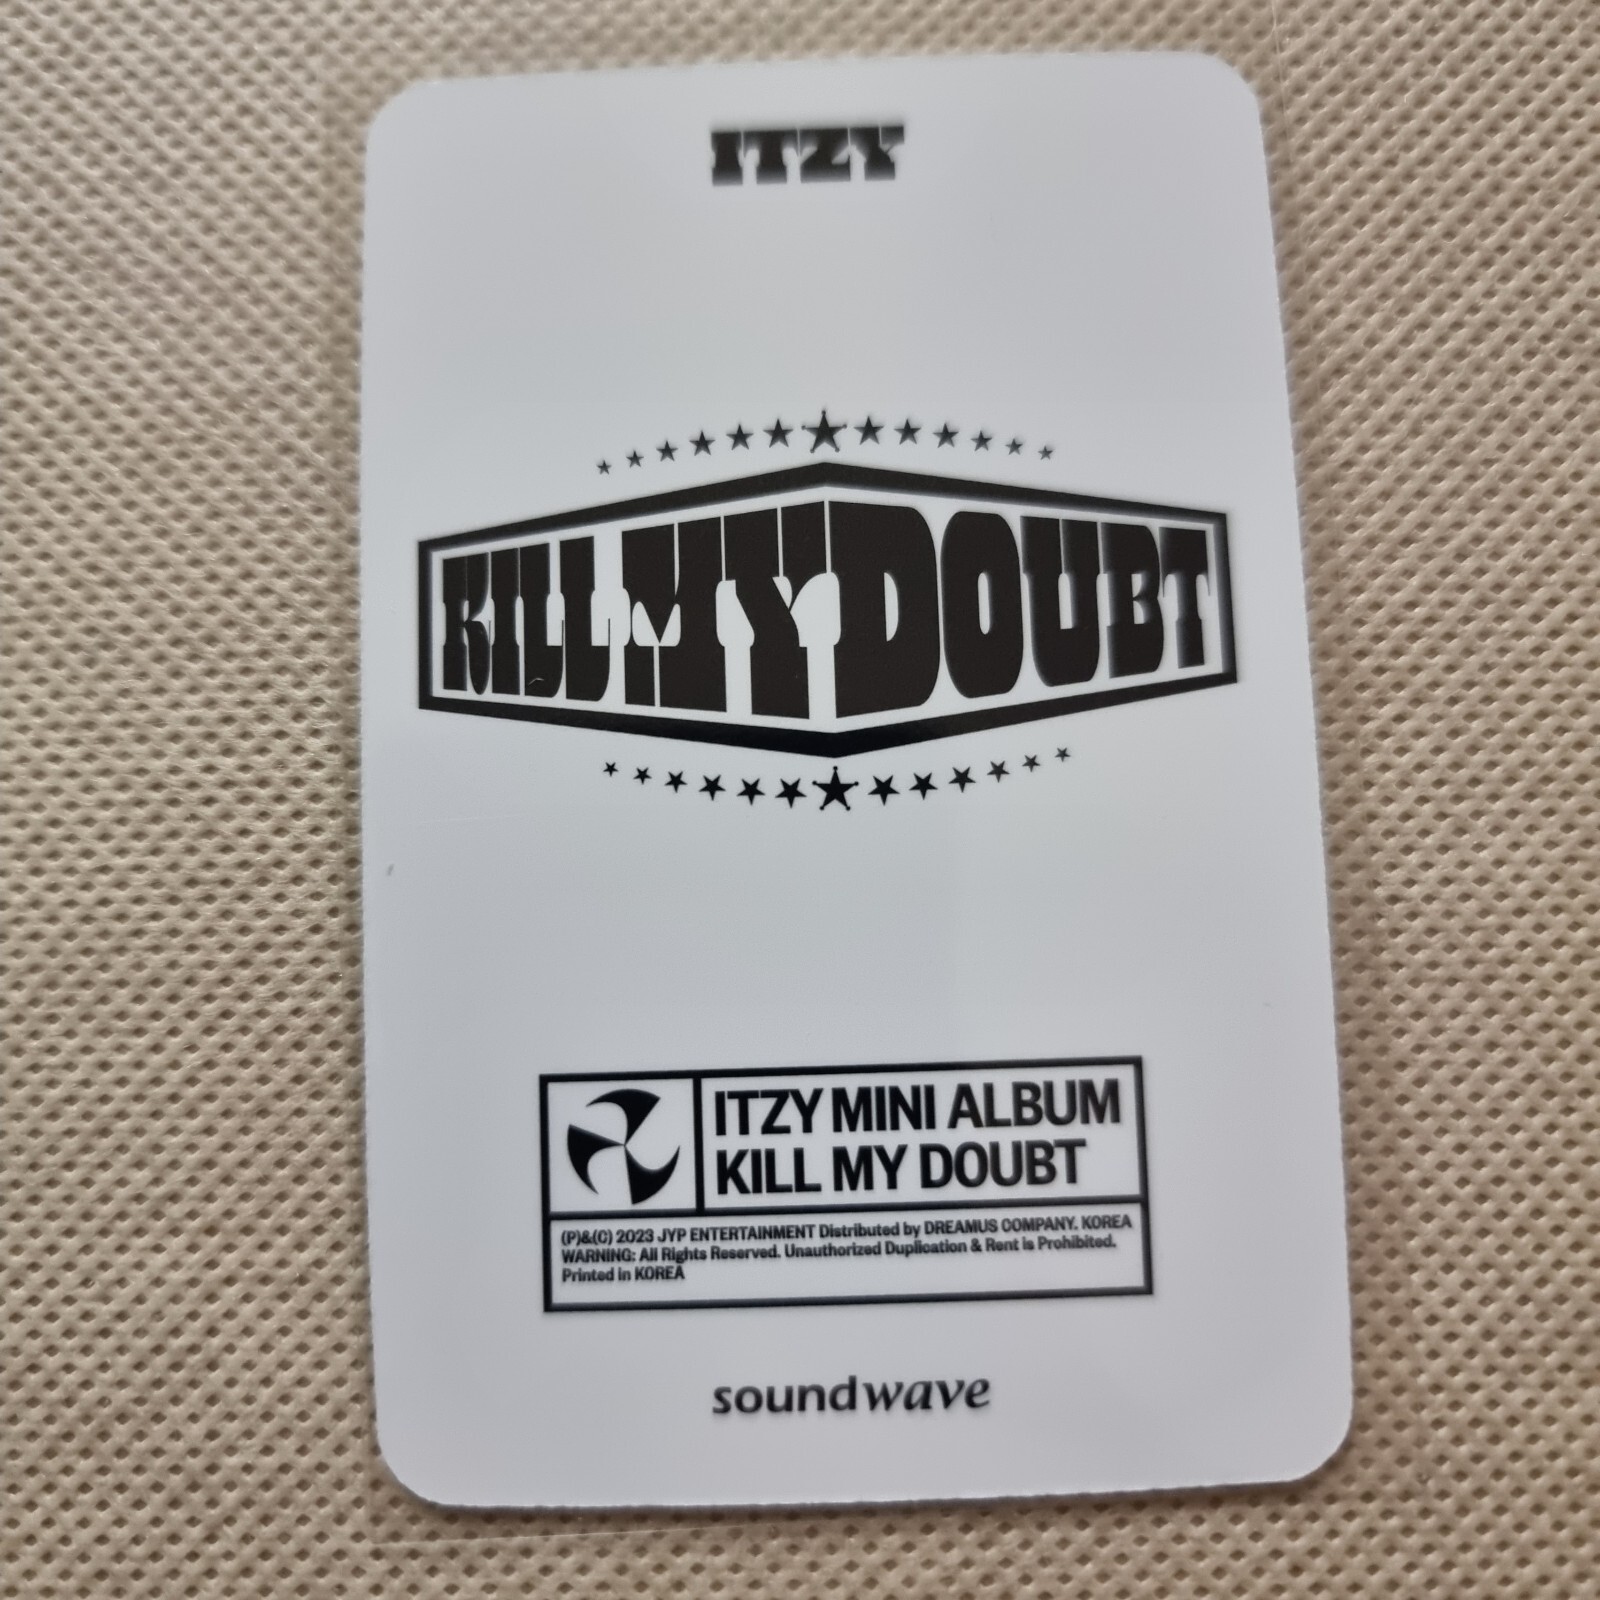 ITZY
KILL MY DOUBT
ITZY MINI ALBUM
KILL MY DOUBT
(P)&(C) 2023 JYP ENTERTAINMENT Distributed by DREAMUS COMPANY. KOREA
WARNING: All Rights Reserved. Unauthorized Duplication & Rent is Prohibited.
Printed in KOREA
soundwave